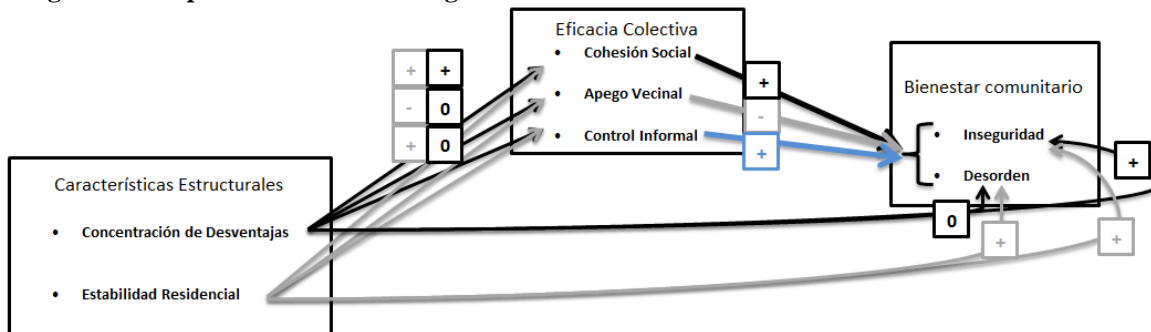 Eficacia Colectiva
• Cohesión Social
• Apego Vecinal
• Control Informal
+ +
- 0
+ 0
+
-
+
Bienestar comunitario
• Inseguridad
• Desorden
+
0
+
+
Características Estructurales
• Concentración de Desventajas
• Estabilidad Residencial